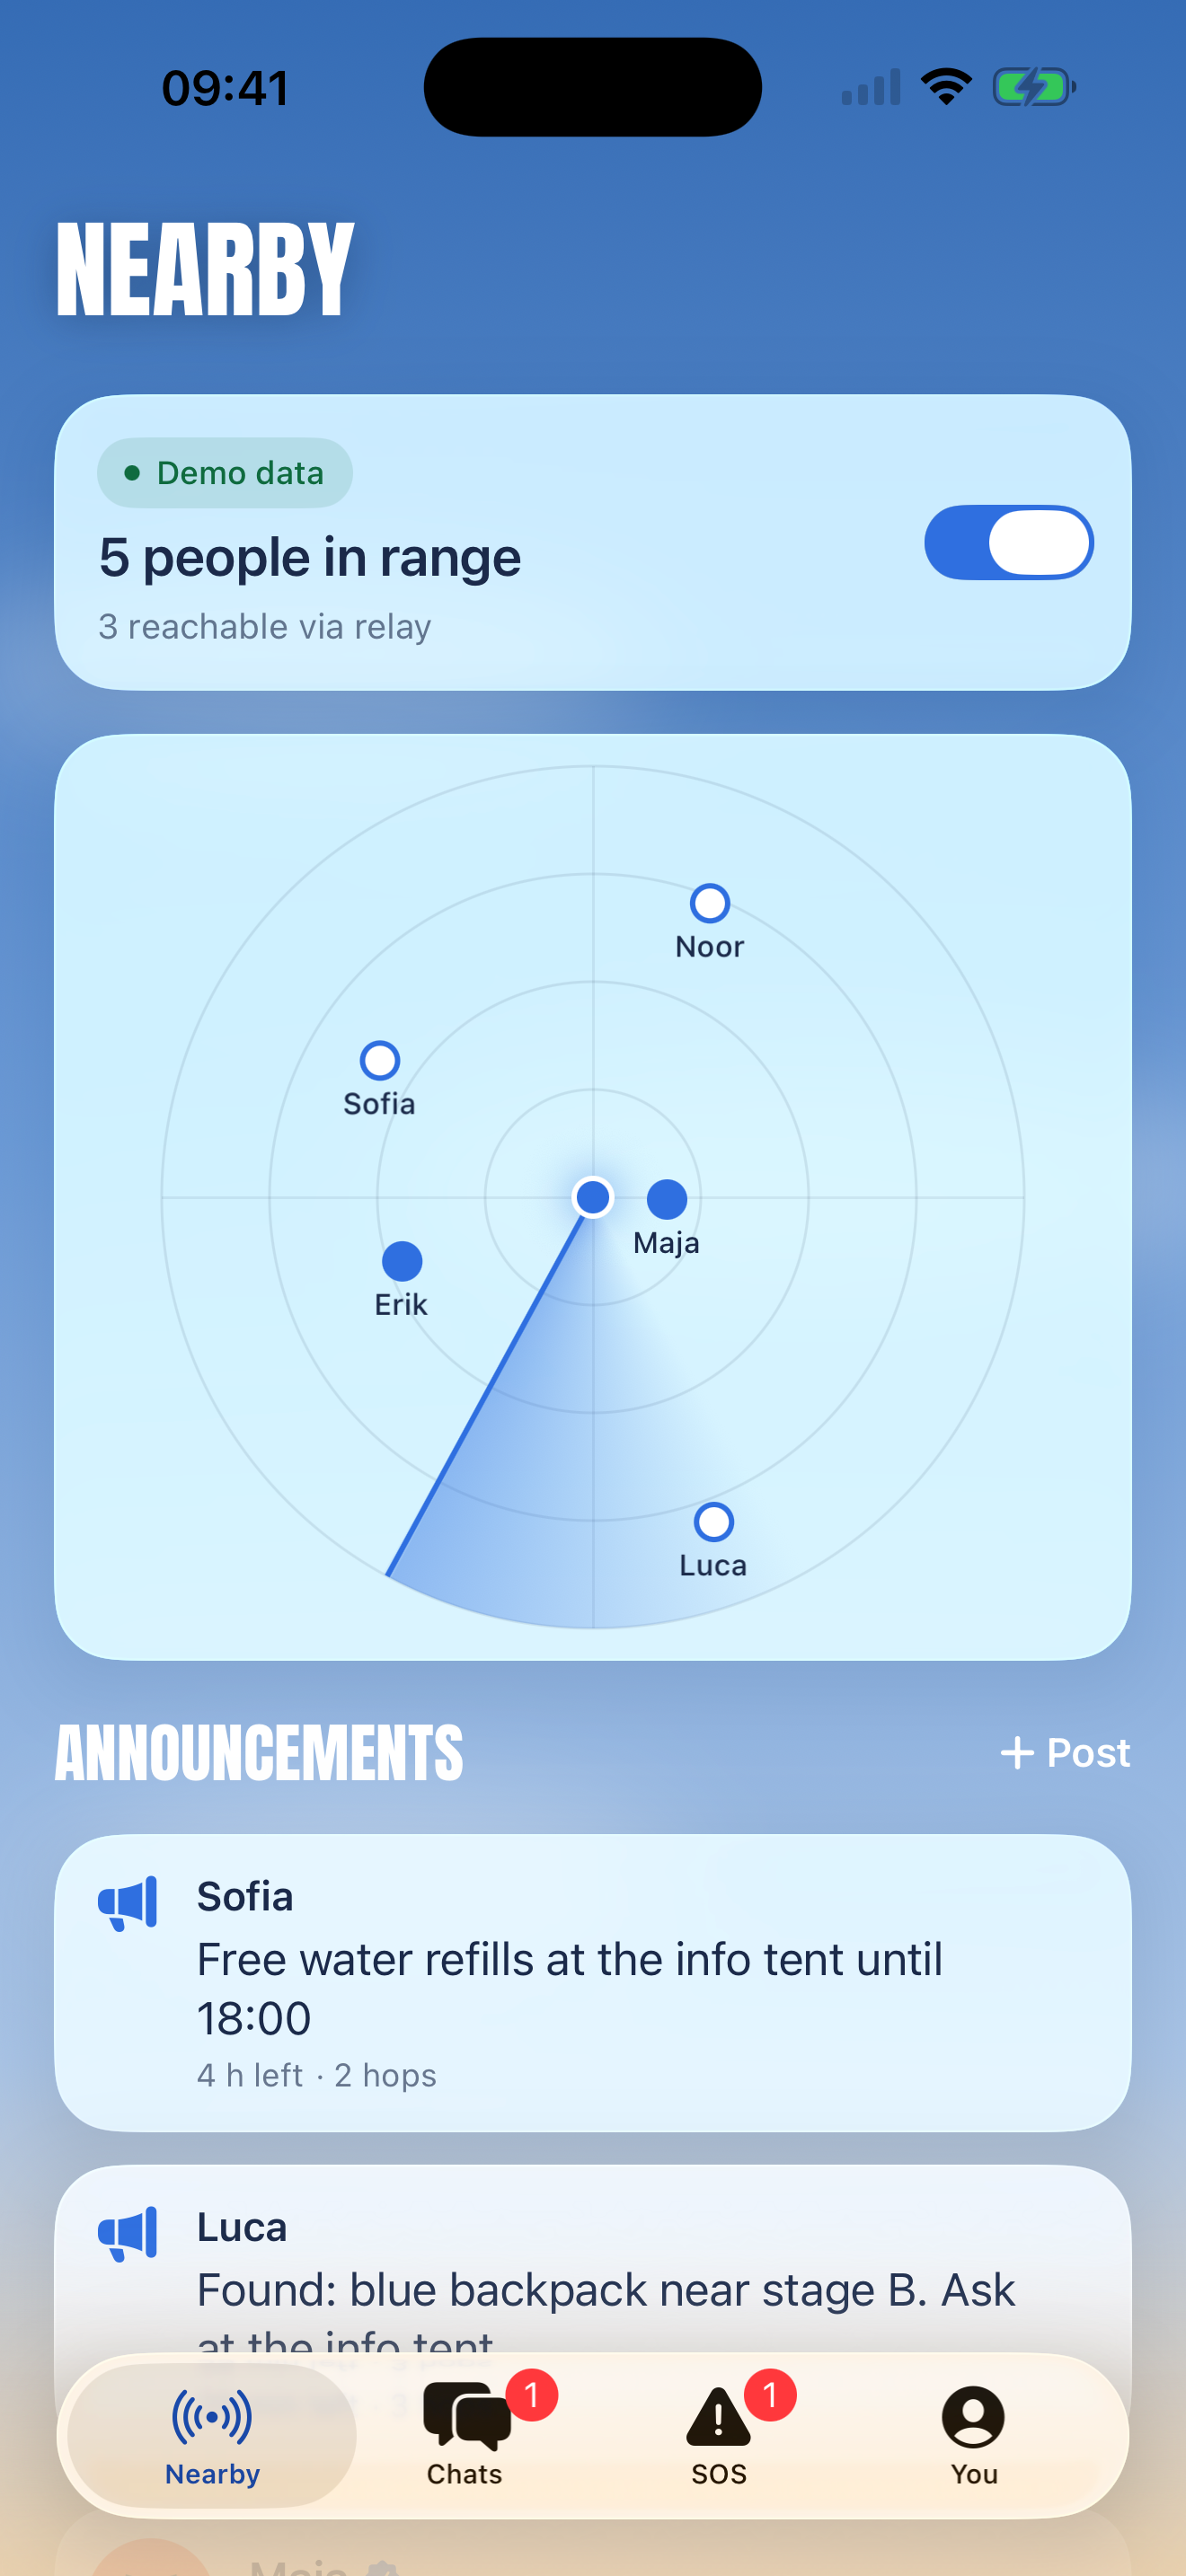 09:41
NEARBY
Demo data
5 people in range
3 reachable via relay
Noor
Sofia
Maja
Erik
Luca
ANNOUNCEMENTS
+ Post
Sofia
Free water refills at the info tent until
18:00
4 h left · 2 hops
Luca
Found: blue backpack near stage B. Ask
at the info tent
1
1
Nearby
Chats
SOS
You
Maja